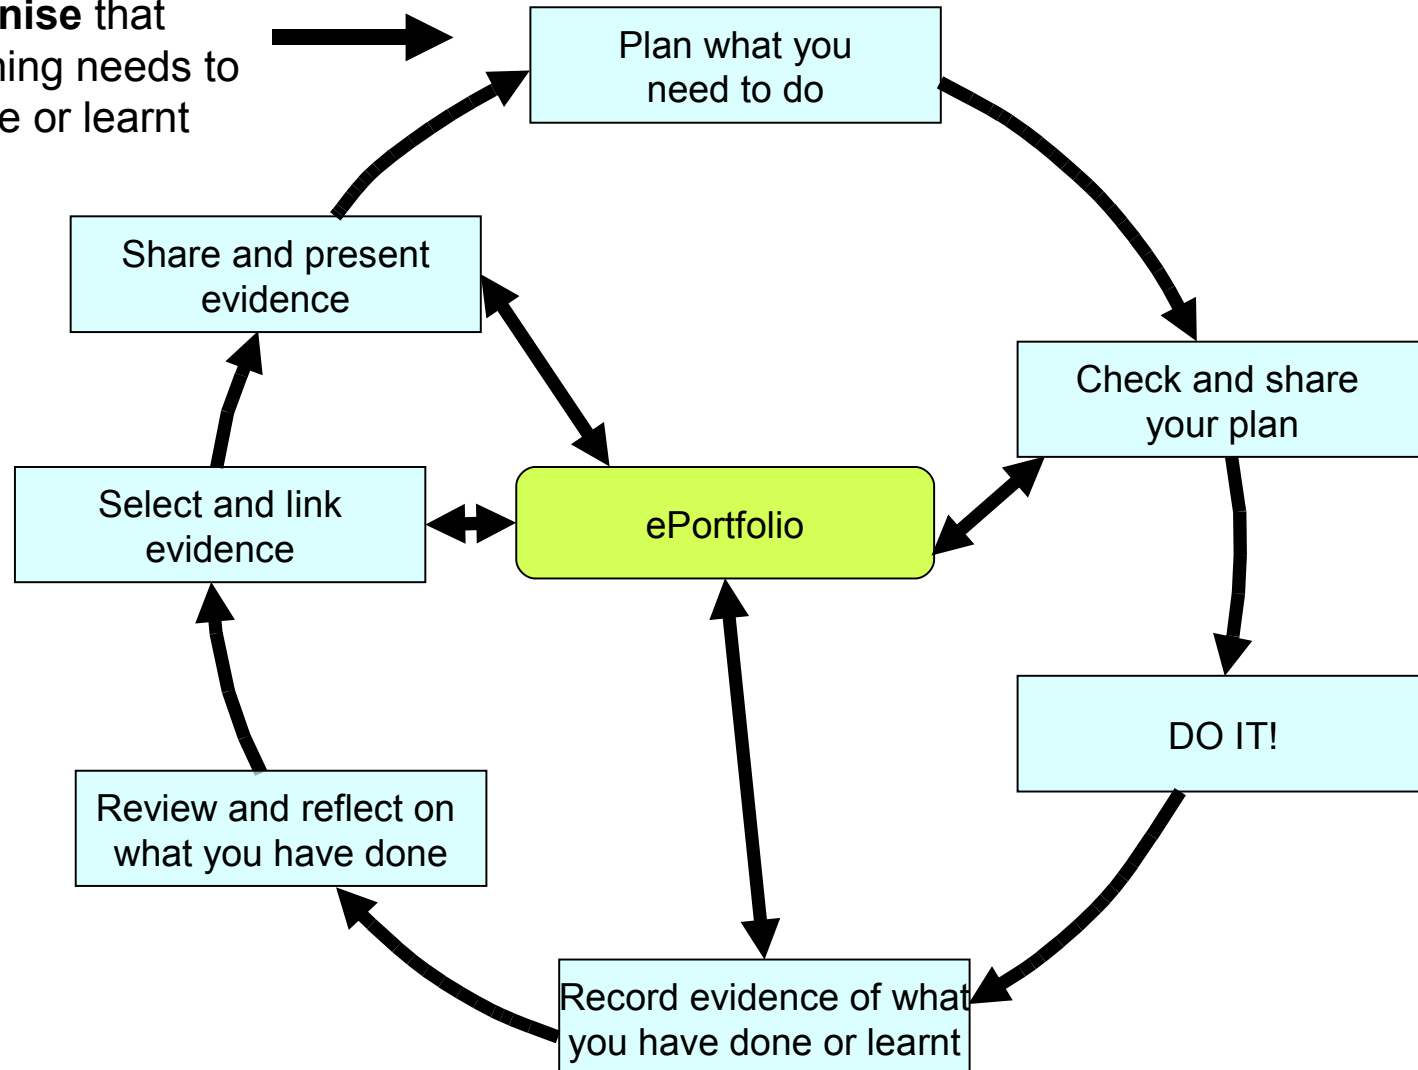 nise that
ning needs to
e or learnt
Plan what you
need to do
Share and present
evidence
Check and share
your plan
Select and link
evidence
ePortfolio
DO IT!
Review and reflect on
what you have done
Record evidence of what
you have done or learnt